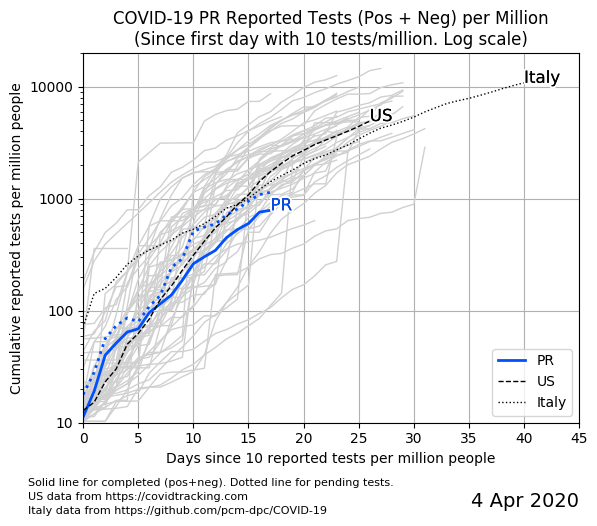 COVID-19 PR Reported Tests (Pos + Neg) per Million
(Since first day with 10 tests/million. Log scale)
Cumulative reported tests per million people
10000
1000
100
10
Italy
US
PR
PR
US
Italy
0 5 10 15 20 25 30 35 40 45
Days since 10 reported tests per million people
Solid line for completed (pos+neg). Dotted line for pending tests.
US data from https://covidtracking.com
Italy data from https://github.com/pcm-dpc/COVID-19
4 Apr 2020